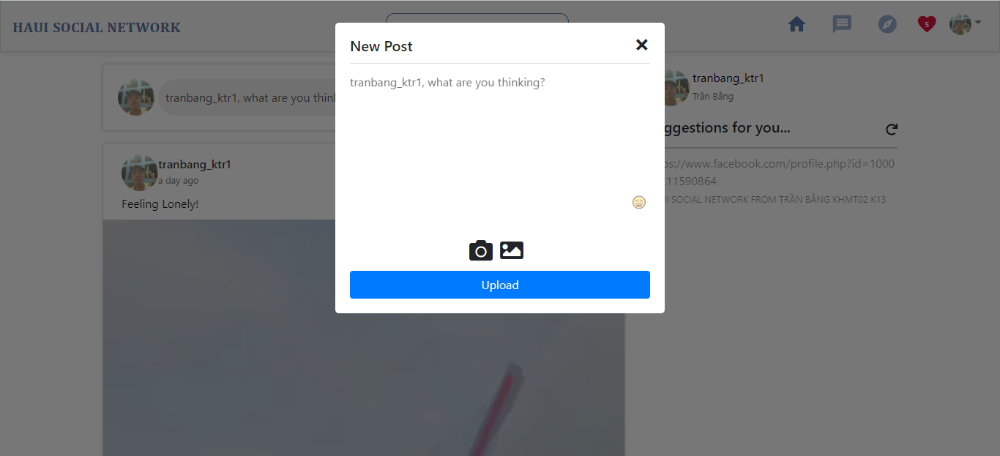 HAUI SOCIAL NETWORK
5
New Post
tranbang_ktr1, what are you thinking?
Upload
tranbang_ktr1, what are you think
tranbang_ktr1
a day ago
Feeling Lonely!
tranbang_ktr1
Trần Bằng
ggestions for you...
ps://www.facebook.com/profile.php?id=1000
11590864
SOCIAL NETWORK FROM TRẦN BẰNG KHMT02 K13